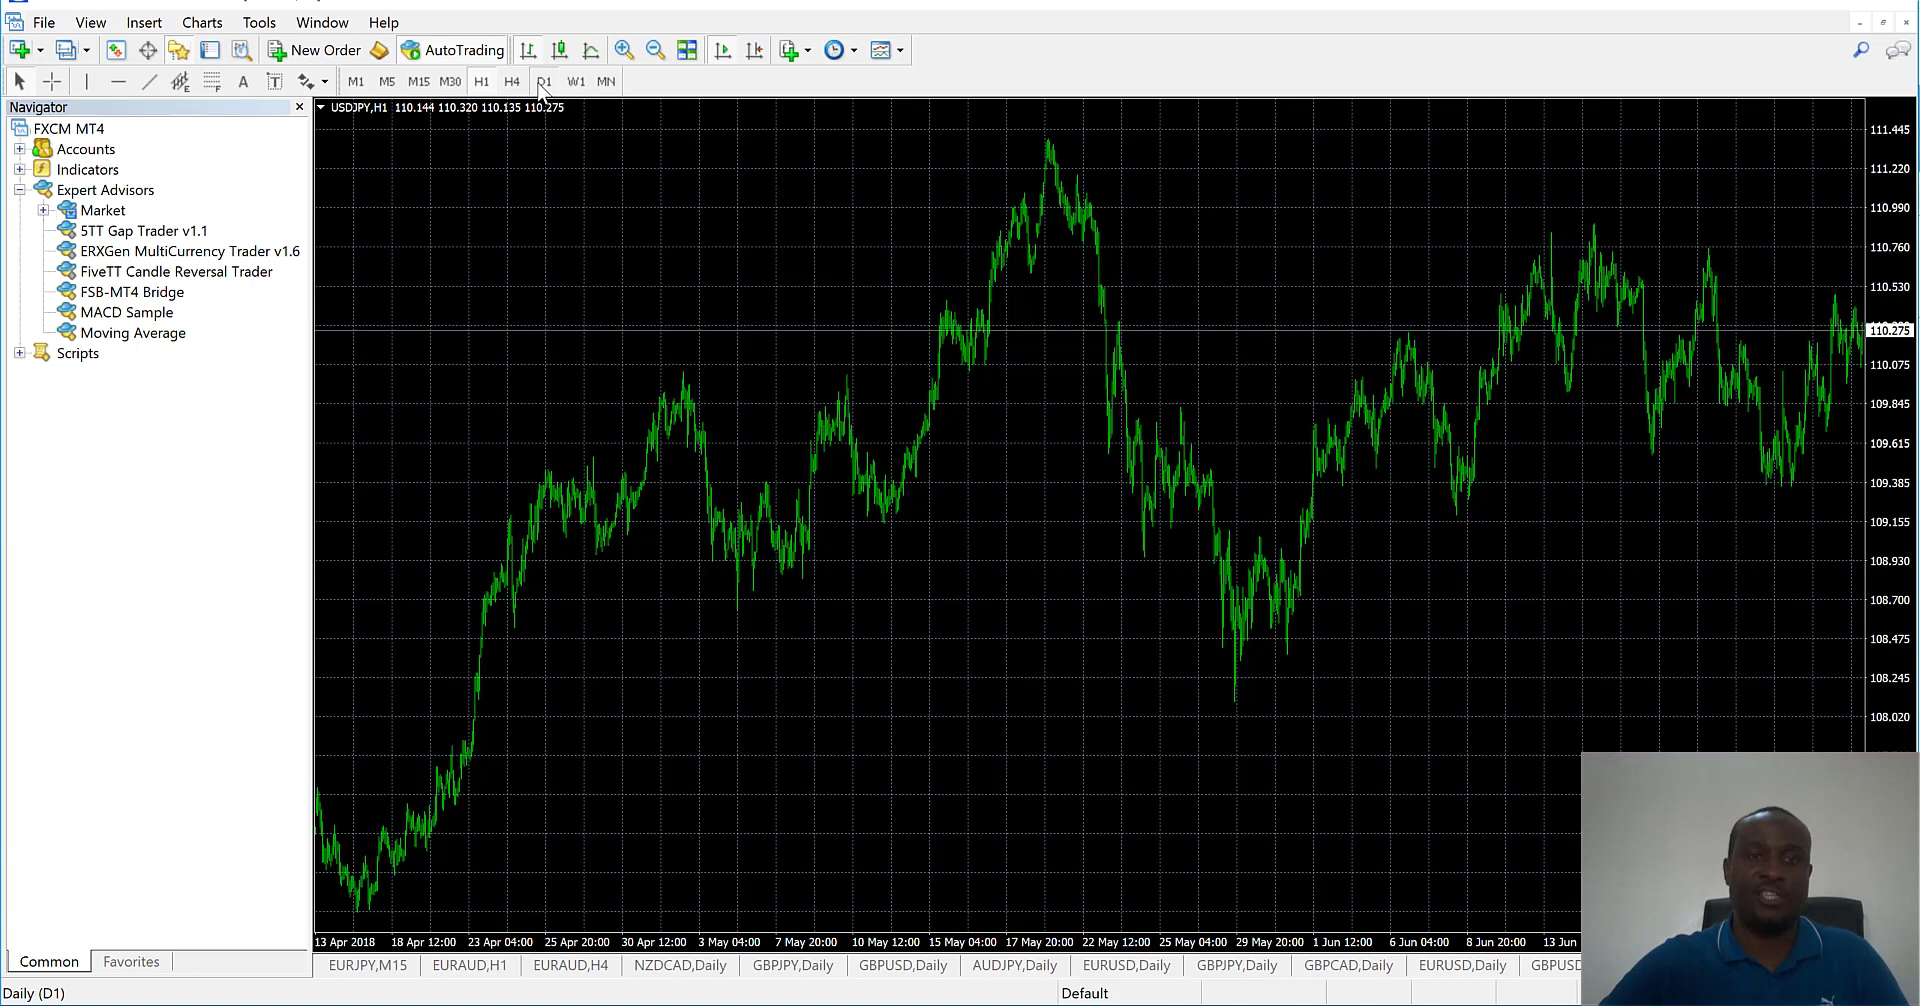 File View Insert Charts Tools Window Help
New Order AutoTrading
A T M1 M5 M15 M30 H1 H4 D1 W1 MN
Navigator
USDJPY,H1 110.144 110.320 110.135 110.275
FXCM MT4
Accounts
Indicators
Expert Advisors
Market
5TT Gap Trader v1.1
ERXGen MultiCurrency Trader v1.6
FiveTT Candle Reversal Trader
FSB-MT4 Bridge
MACD Sample
Moving Average
Scripts
111.445
111.220
110.990
110.760
110.530
110.275
110.075
109.845
109.615
109.385
109.155
108.930
108.700
108.475
108.245
108.020
13 Apr 2018 18 Apr 12:00 23 Apr 04:00 25 Apr 20:00 30 Apr 12:00 3 May 04:00 7 May 20:00 10 May 12:00 15 May 04:00 17 May 20:00 22 May 12:00 25 May 04:00 29 May 20:00 1 Jun 12:00 6 Jun 04:00 8 Jun 20:00 13 Jun
Common Favorites
EURJPY,M15 EURAUD,H1 EURAUD,H4 NZDCAD,Daily GBPJPY,Daily GBPUSD,Daily AUDJPY,Daily EURUSD,Daily GBPJPY,Daily GBPCAD,Daily EURUSD,Daily GBPUSD
Daily (D1) Default